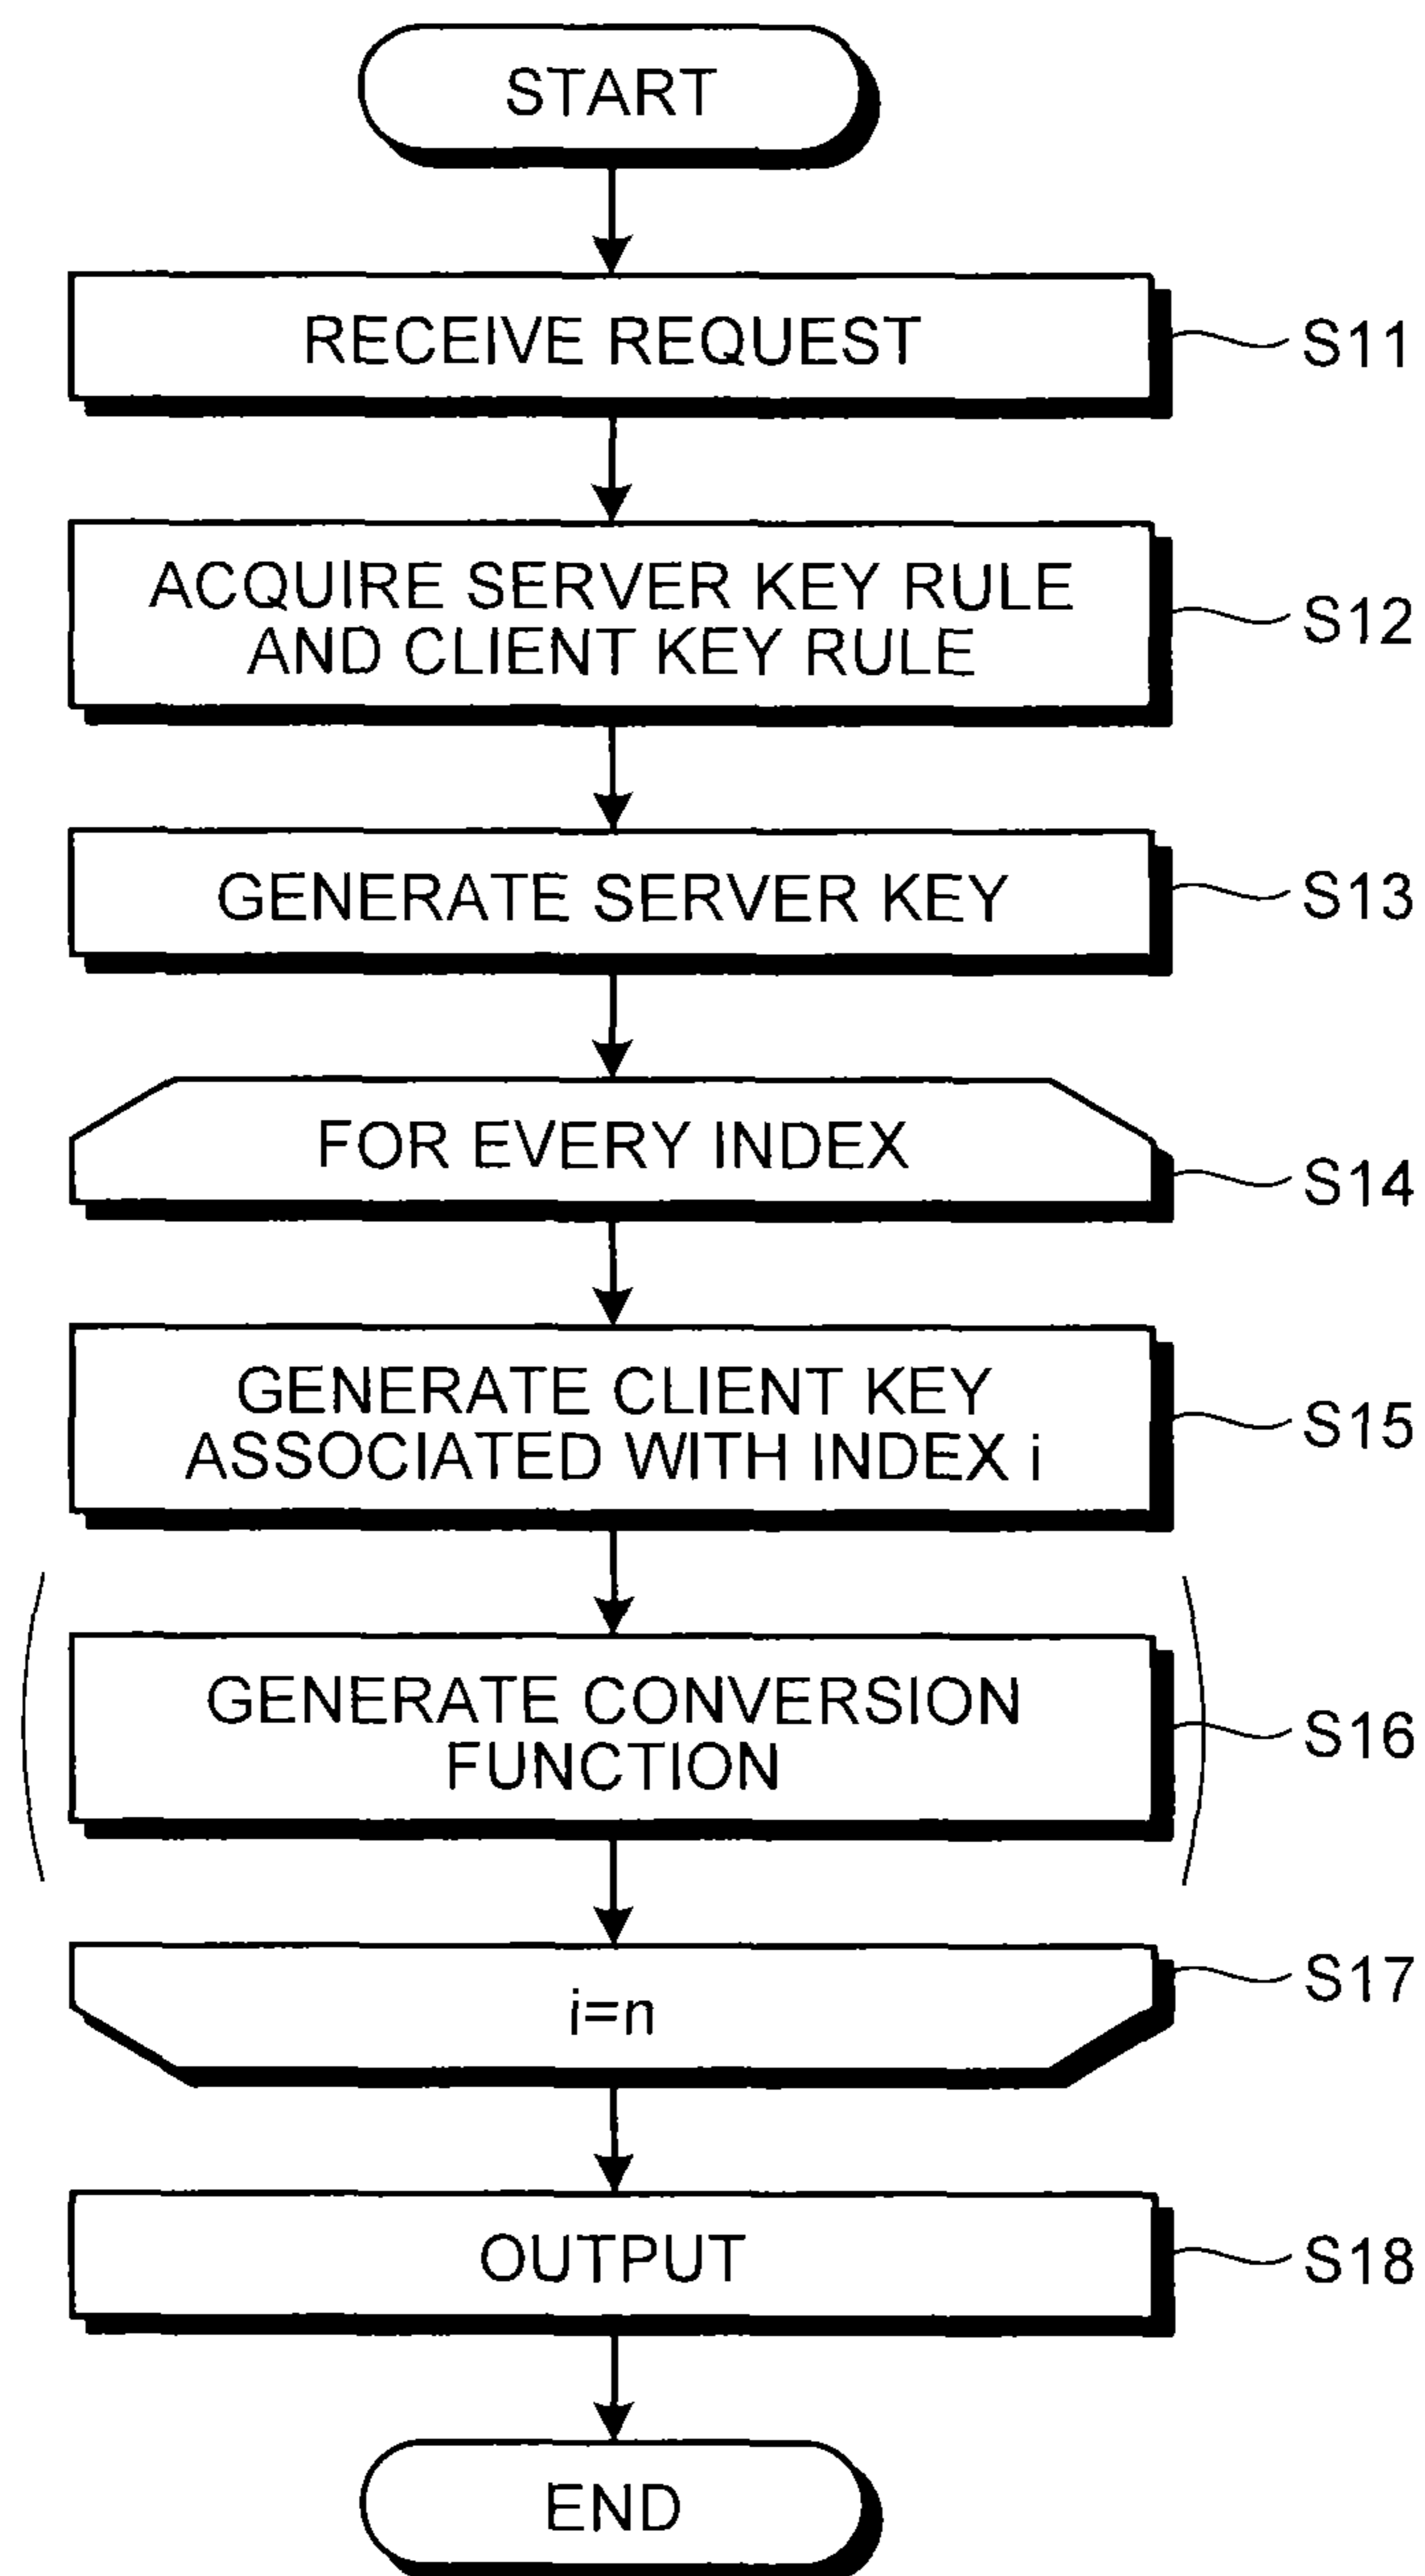 START
RECEIVE REQUEST
S11
ACQUIRE SERVER KEY RULE
AND CLIENT KEY RULE
S12
GENERATE SERVER KEY
S13
FOR EVERY INDEX
S14
GENERATE CLIENT KEY
ASSOCIATED WITH INDEX i
S15
GENERATE CONVERSION
FUNCTION
S16
i=n
S17
OUTPUT
S18
END